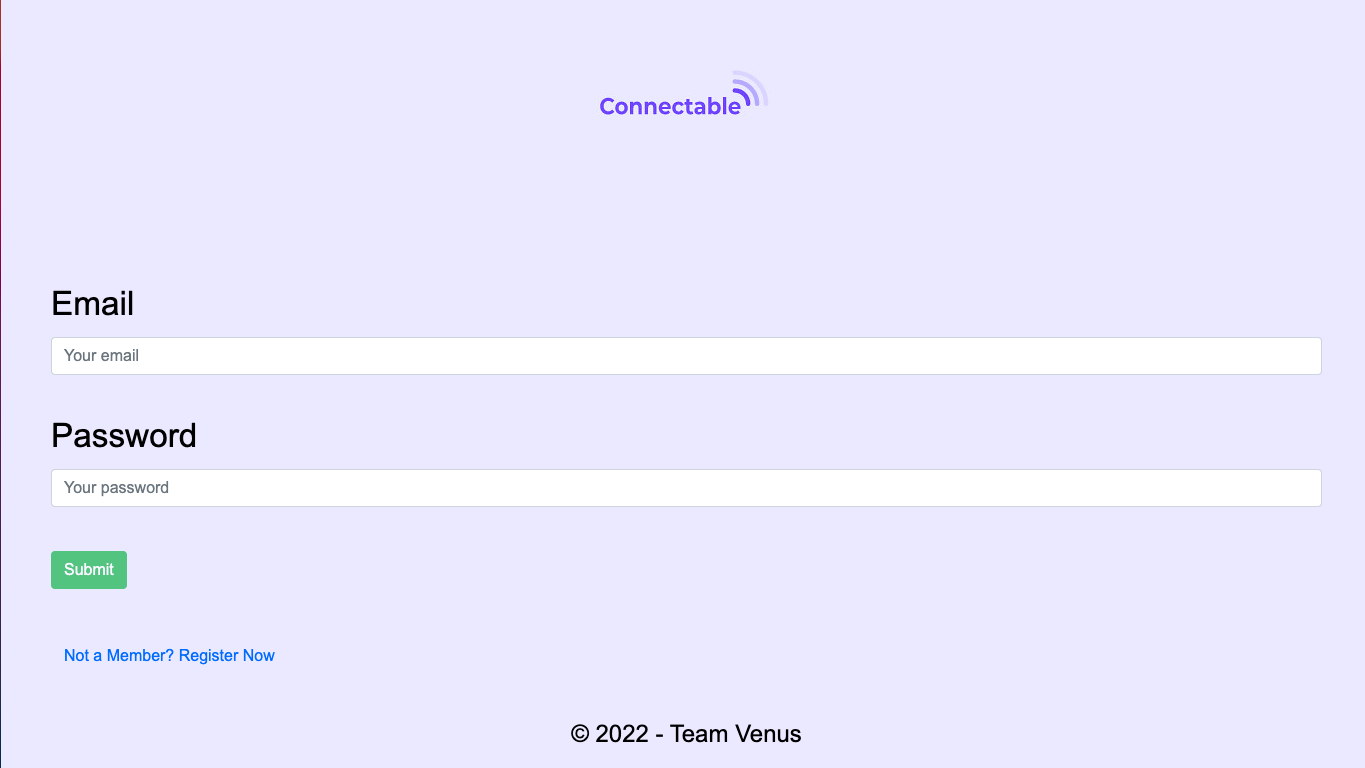 Connectable
Email
Your email
Password
Your password
Submit
Not a Member? Register Now
© 2022 - Team Venus